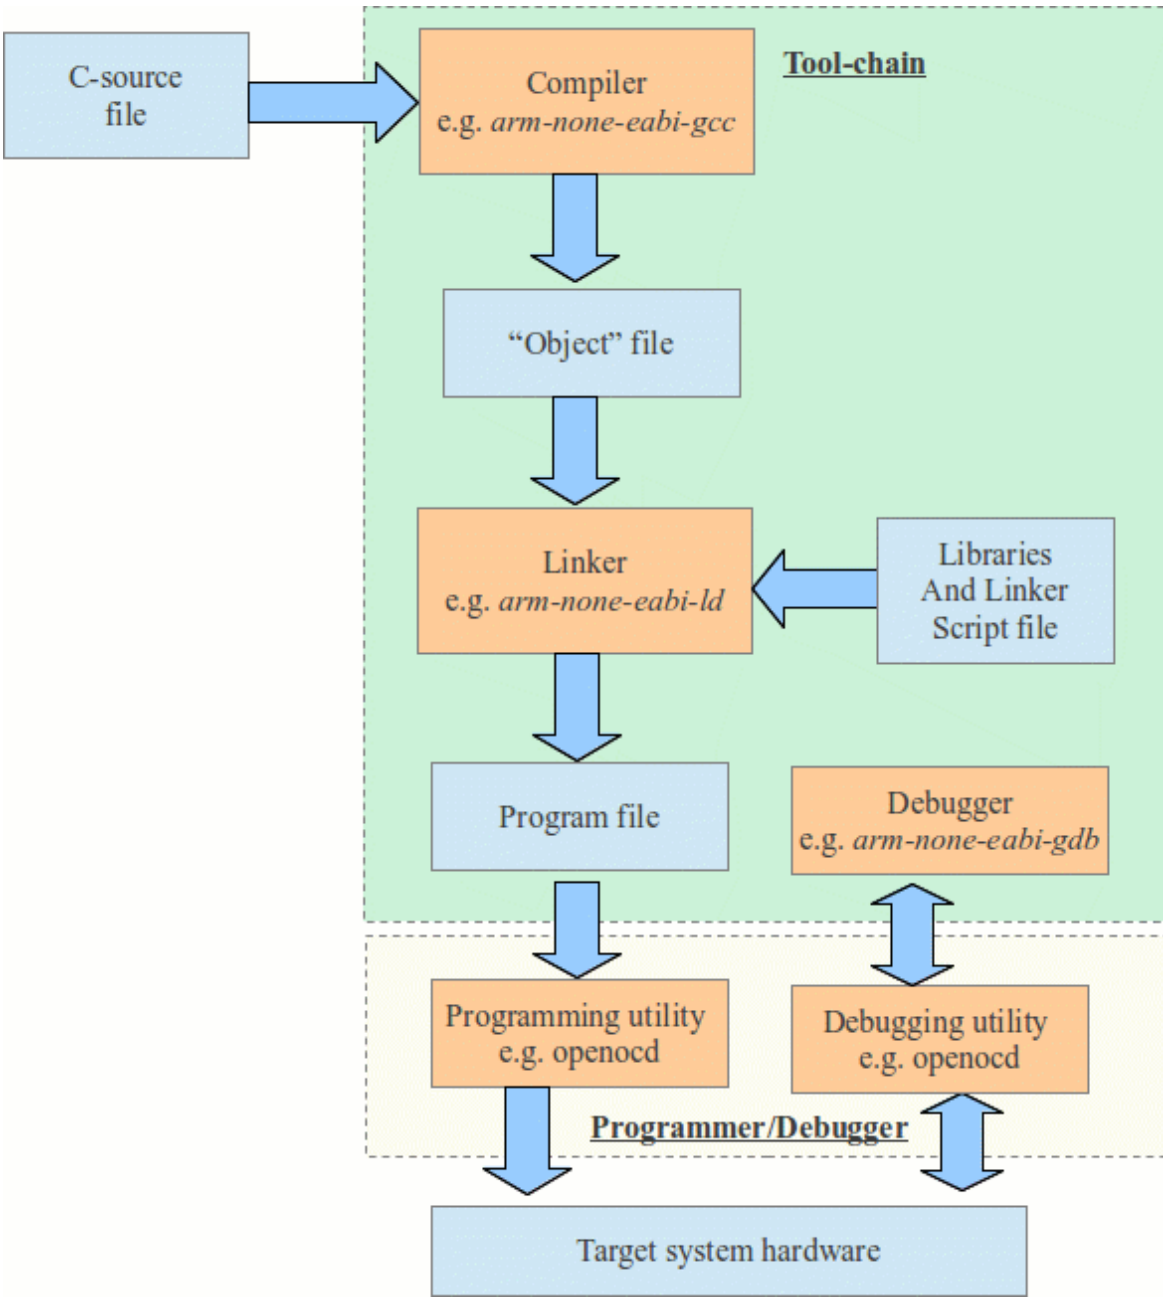 C-source
file
Compiler
e.g. arm-none-eabi-gcc
Tool-chain
“Object” file
Linker
e.g. arm-none-eabi-ld
Libraries
And Linker
Script file
Program file
Debugger
e.g. arm-none-eabi-gdb
Programming utility
e.g. openocd
Debugging utility
e.g. openocd
Programmer/Debugger
Target system hardware